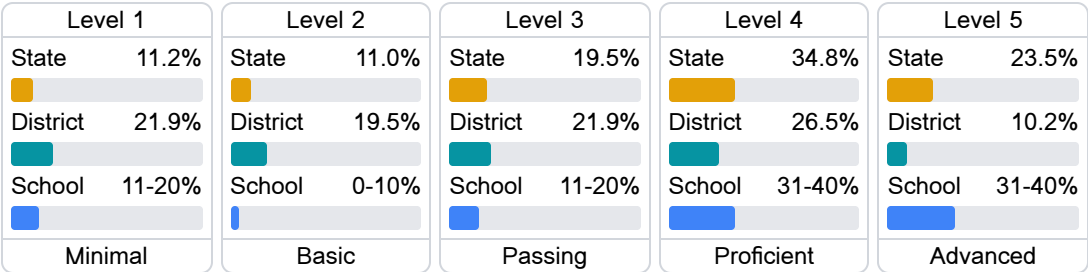 Level 1
State 11.2%
District 21.9%
School 11-20%
Minimal
Level 2
State 11.0%
District 19.5%
School 0-10%
Basic
Level 3
State 19.5%
District 21.9%
School 11-20%
Passing
Level 4
State 34.8%
District 26.5%
School 31-40%
Proficient
Level 5
State 23.5%
District 10.2%
School 31-40%
Advanced